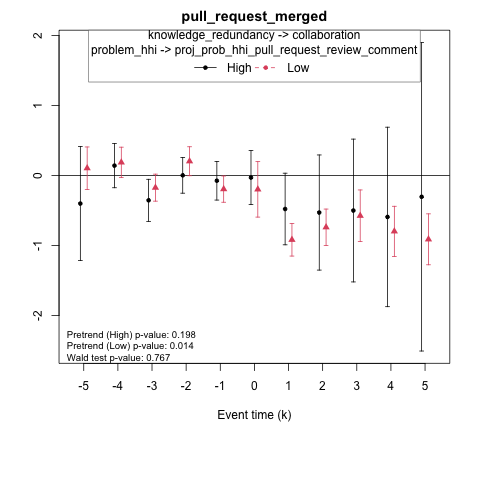 pull_request_merged
knowledge_redundancy -> collaboration
problem_hhi -> proj_prob_hhi_pull_request_review_comment
High Low
2
1
0
-1
-2
Pretrend (High) p-value: 0.198
Pretrend (Low) p-value: 0.014
Wald test p-value: 0.767
-5 -4 -3 -2 -1 0 1 2 3 4 5
Event time (k)